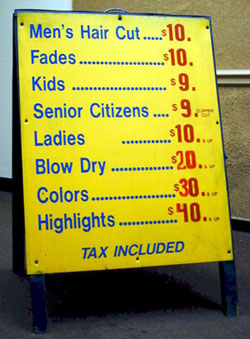 Men's Hair Cut.....$10.
Fades..................$10.
Kids ....................$9.
Senior Citizens ....$9. CLIPPER CUT
Ladies ............$10. & UP
Blow Dry ..............$20. & UP
Colors...................$30. & UP
Highlights ..............$40. & UP
TAX INCLUDED